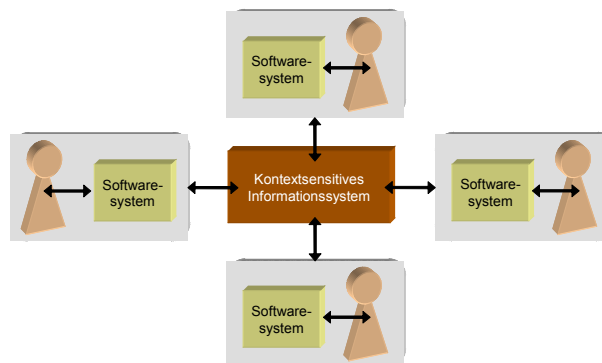 Software-
system
Software-
system
Kontextsensitives
Informationssystem
Software-
system
Software-
system